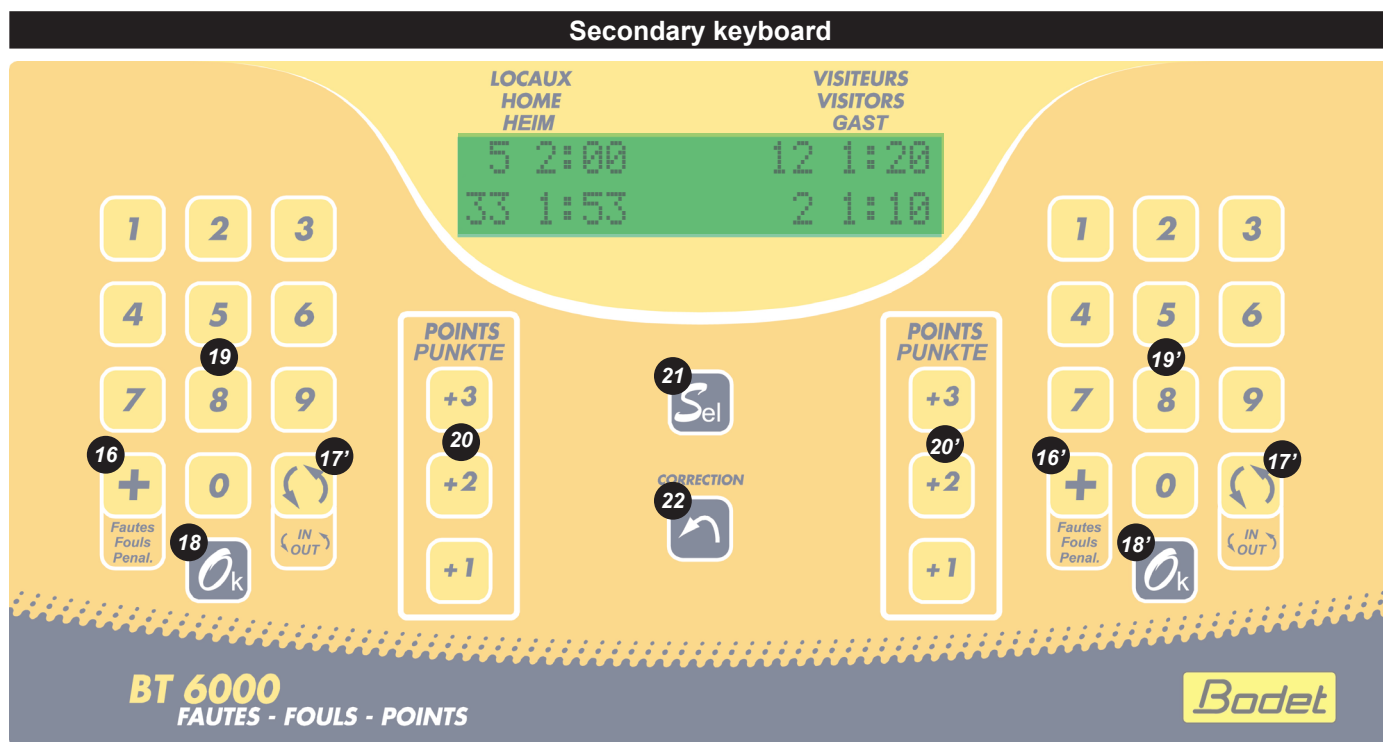 Secondary keyboard
LOCAUX
HOME
HEIM
VISITEURS
VISITORS
GAST
5 2:00 12 1:20
33 1:53 2 1:10
1 2 3
4 5 6
19
7 8 9
16 17’
+ 0
Fautes
Fouls
Penal.
IN
OUT
18
Ok
POINTS
PUNKTE
+3
20
+2
+1
21
Sel
CORRECTION
22
POINTS
PUNKTE
+3
20’
+2
+1
1 2 3
4 5 6
19’
7 8 9
16’ 17’
+ 0
Fautes
Fouls
Penal.
IN
OUT
18’
Ok
BT 6000
FAUTES - FOULS - POINTS
Bodet